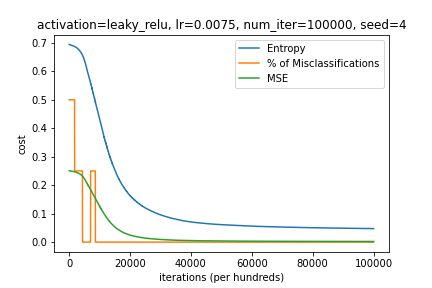 activation=leaky_relu, lr=0.0075, num_iter=100000, seed=4
Entropy
% of Misclassifications
MSE
0.7
0.6
0.5
0.4
0.3
0.2
0.1
0.0
cost
0 20000 40000 60000 80000 100000
iterations (per hundreds)